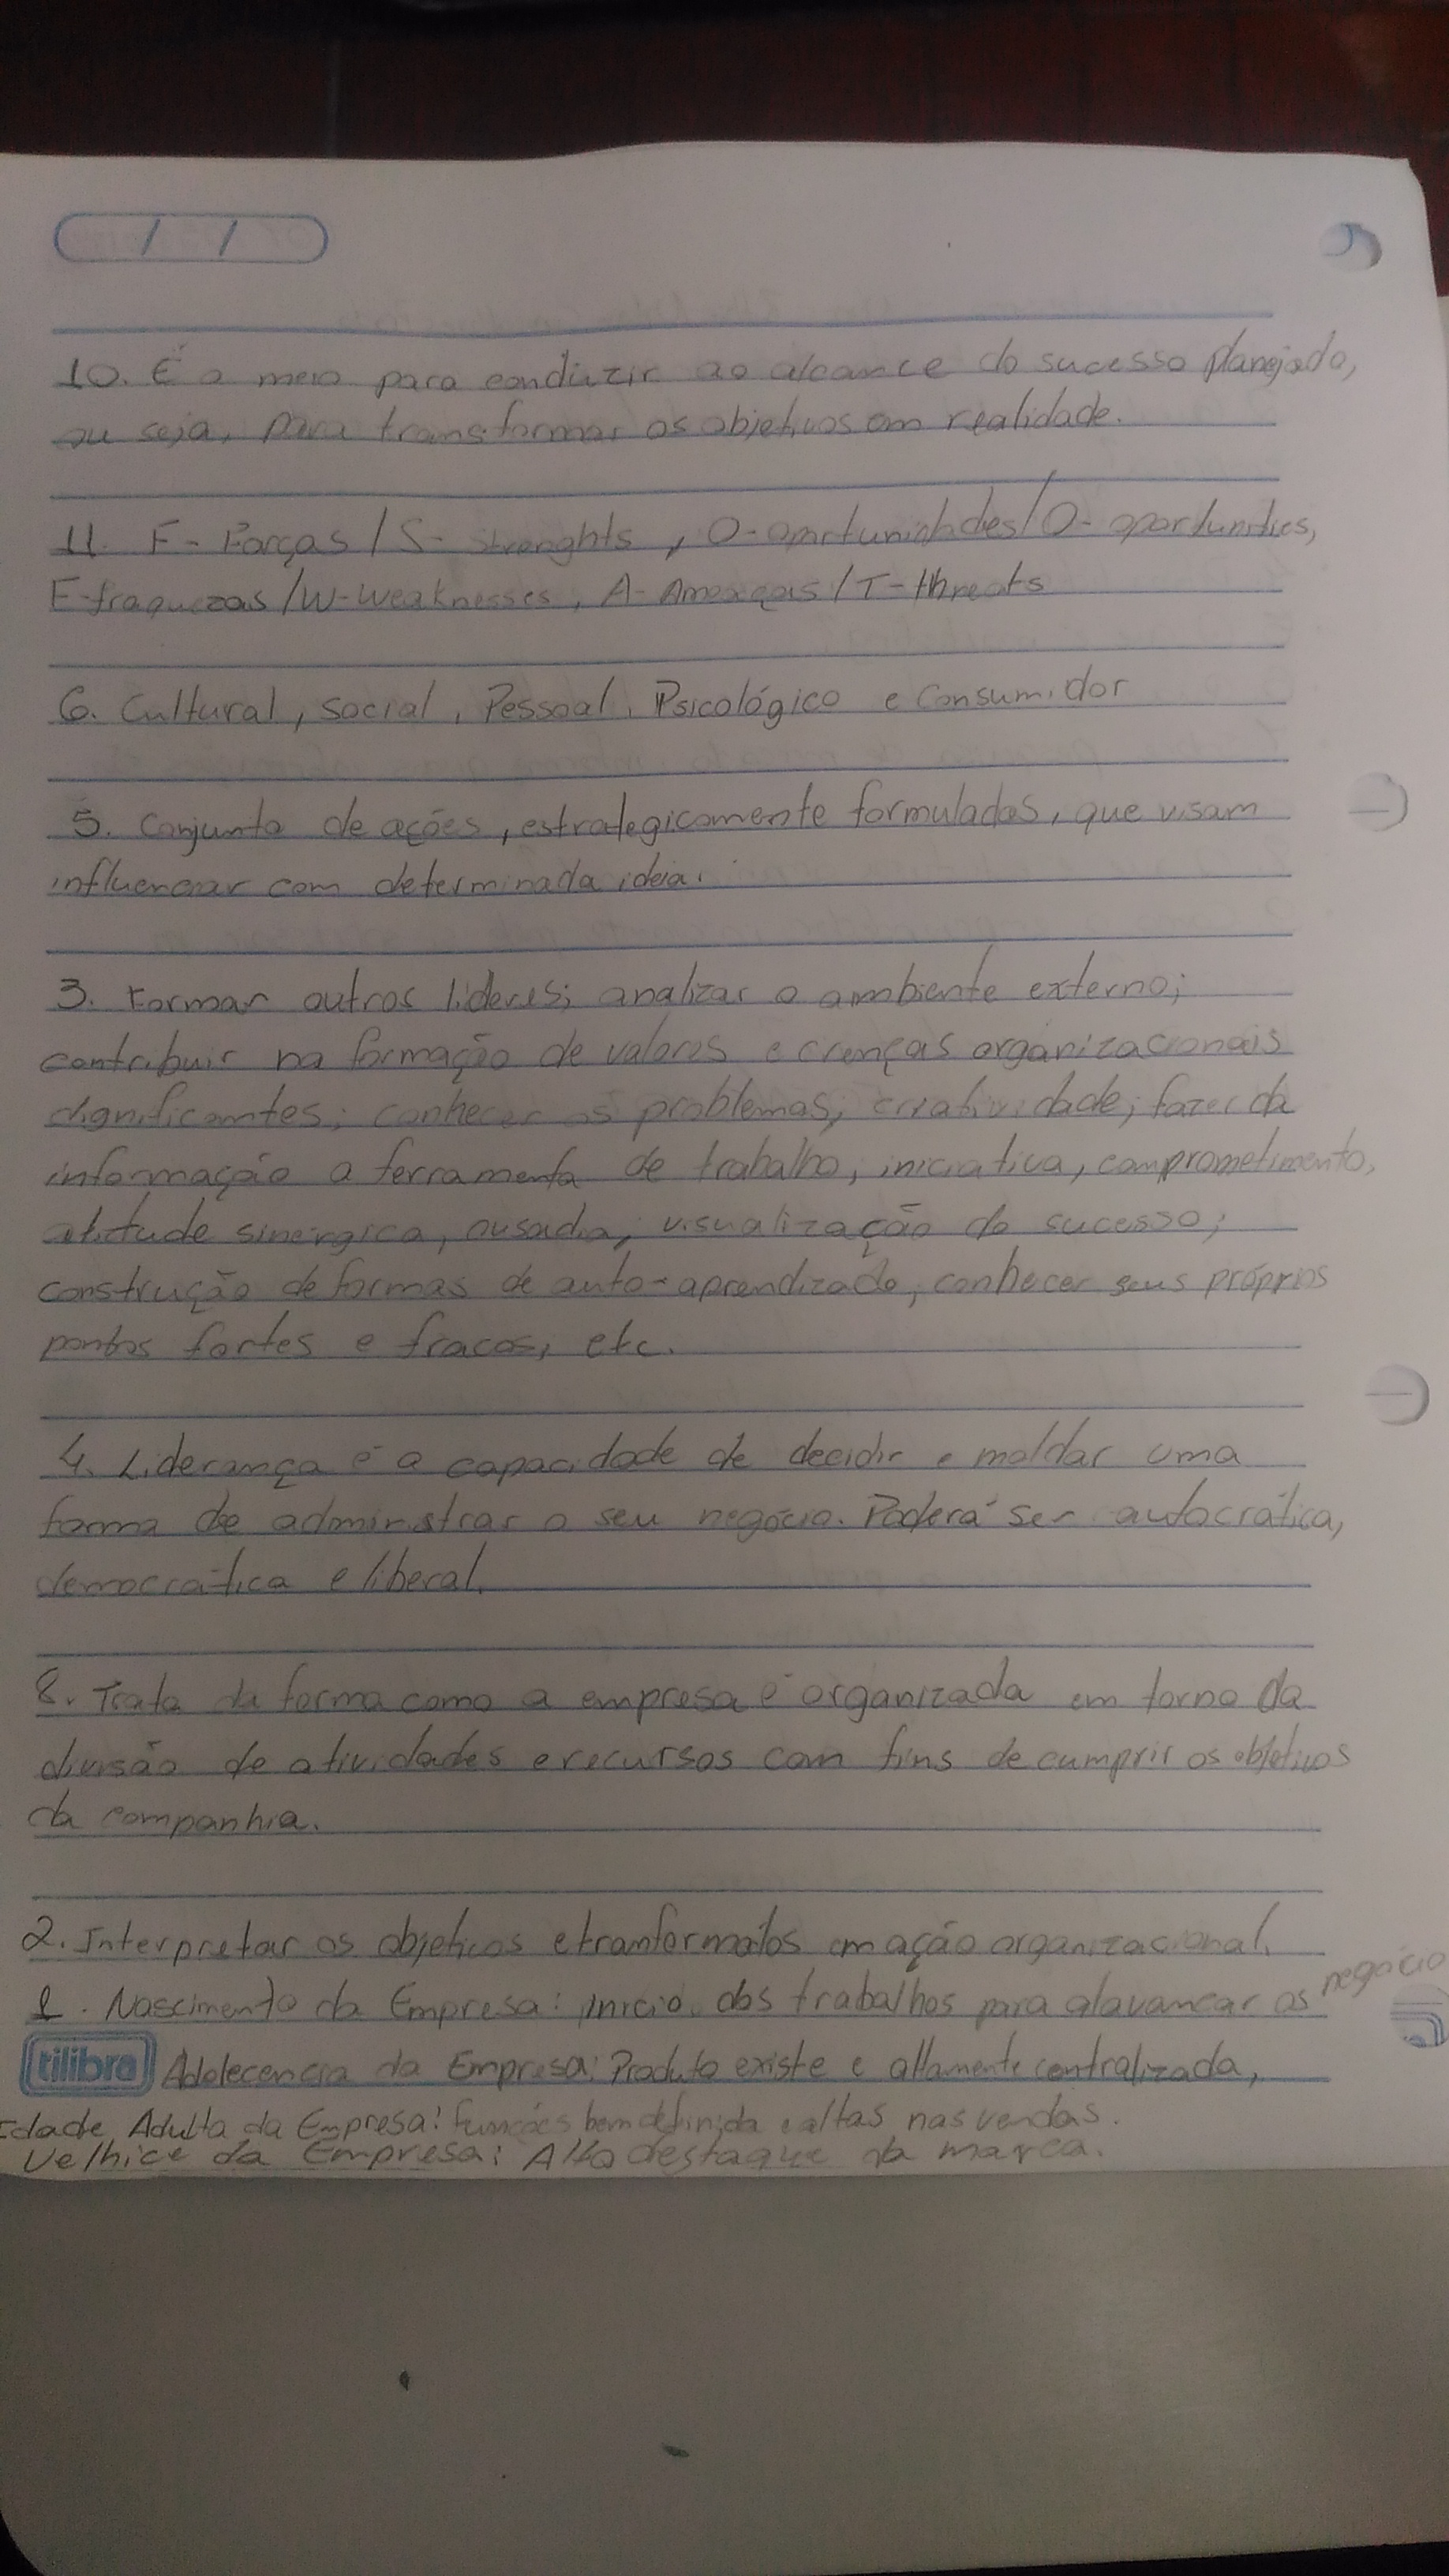 / /
10. É o meio para conduzir ao alcance do sucesso planejado,
ou seja, para transformar os objetivos em realidade.
11. F- Forças / S- Strenghts, O-oportunidades/O-oportunities,
F-fraquezas /W-weaknesses, A-Ameaças / T-threats
6. Cultural, social, Pessoal, Psicológico e Consumidor
5. Conjunto de ações, estrategicamente formuladas, que visam
influenciar com determinada ideia.
3. Formar outros líderes; analizar o ambiente externo;
contribuir na formação de valores e crenças organizacionais
dignificantes; conhecer os problemas; criatividade; fazer da
informação a ferramenta de trabalho, iniciativa, comprometimento,
atitude sinérgica, ousadia, visualização do sucesso;
construção de formas de auto-aprendizado; conhecer seus próprios
pontos fortes e fracos, etc.
4. Liderança é a capacidade de decidir e moldar uma
forma de administrar o seu negócio. Poderá ser autocrática,
democrática e liberal.
8. Trata da forma como a empresa é organizada em torno da
divisão de atividades e recursos com fins de cumprir os objetivos
da companhia.
2. Interpretar os objetivos e tranformalos em ação organizacional.
1. Nascimento da Empresa: Início dos trabalhos para alavancar os negócio
tilibra Adolecencia da Empresa: Produto existe e altamente centralizada,
Idade Adulta da Empresa: funções bem definida e altas nas vendas.
Velhice da Empresa: Alto destaque da marca.